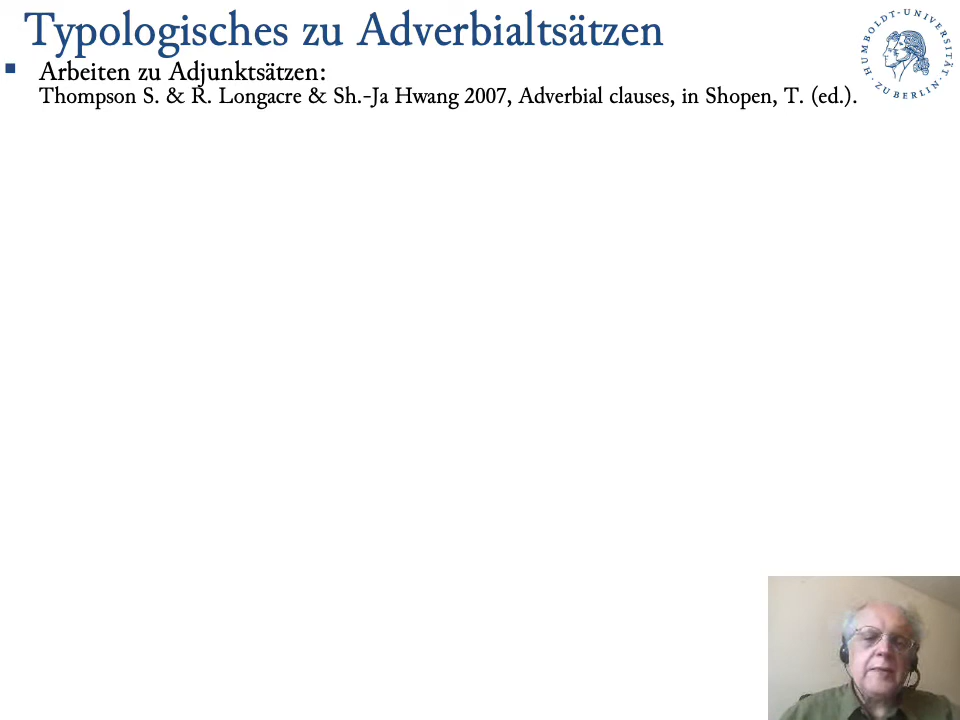 Typologisches zu Adverbialtsätzen
Arbeiten zu Adjunktsätzen:
Thompson S. & R. Longacre & Sh.-Ja Hwang 2007, Adverbial clauses, in Shopen, T. (ed.).
HUMBOLDT-UNIVERSITÄT
ZU BERLIN